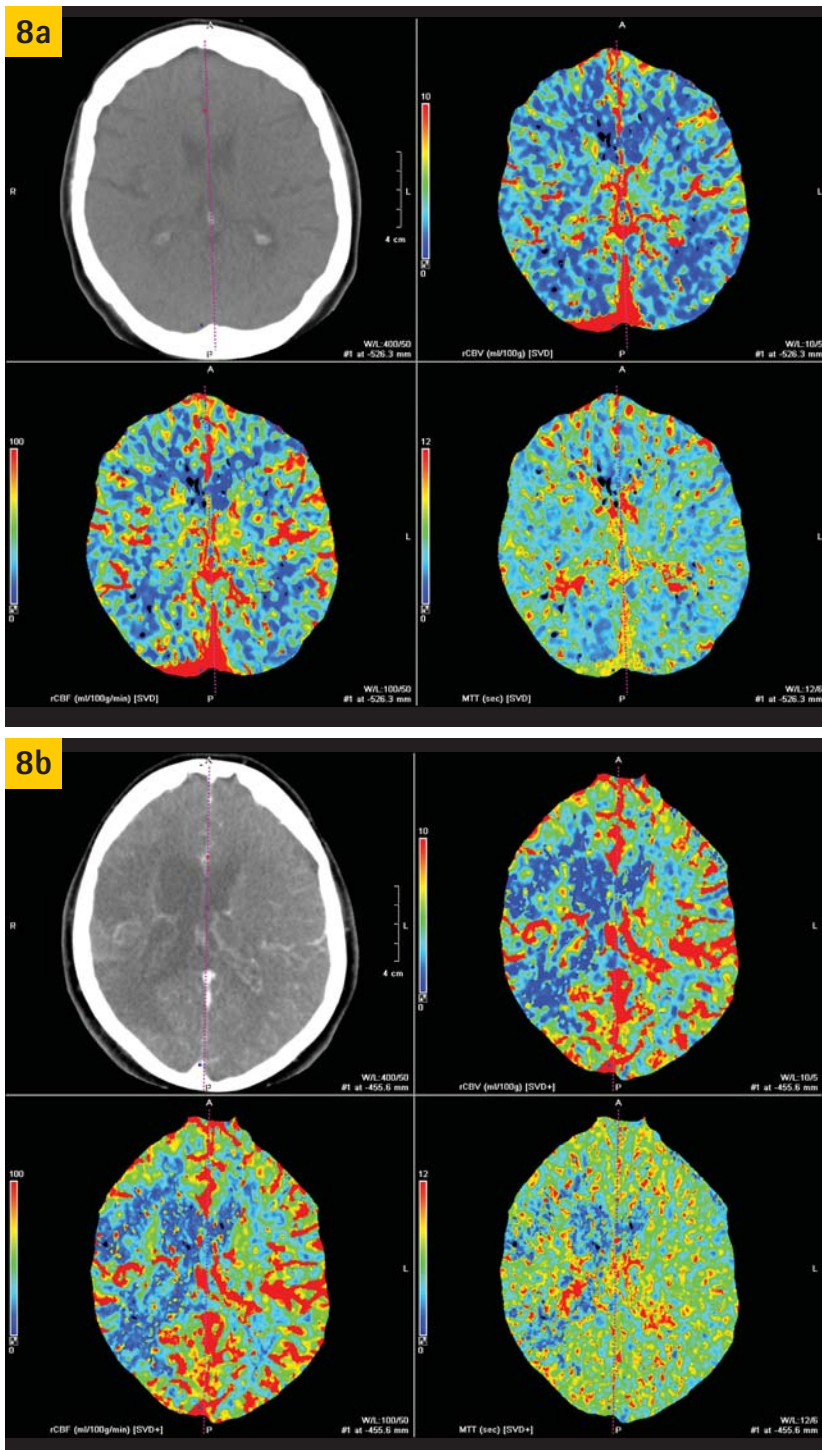 8a
A
R
L
4 cm
P
W/L:400/50
#1 at -526.3 mm
A
10
0
L
P
rCBV (ml/100g) [SVD]
W/L:10/5
#1 at -526.3 mm
A
100
0
L
P
rCBF (ml/100g/min) [SVD]
W/L:100/50
#1 at -526.3 mm
A
12
0
L
P
MTT (sec) [SVD]
W/L:12/6
#1 at -526.3 mm
8b
A
R
L
4 cm
P
W/L:400/50
#1 at -455.6 mm
A
10
0
L
P
rCBV (ml/100g) [SVD+]
W/L:10/5
#1 at -455.6 mm
A
100
0
L
P
rCBF (ml/100g/min) [SVD+]
W/L:100/50
#1 at -455.6 mm
A
12
0
L
P
MTT (sec) [SVD+]
W/L:12/6
#1 at -455.6 mm